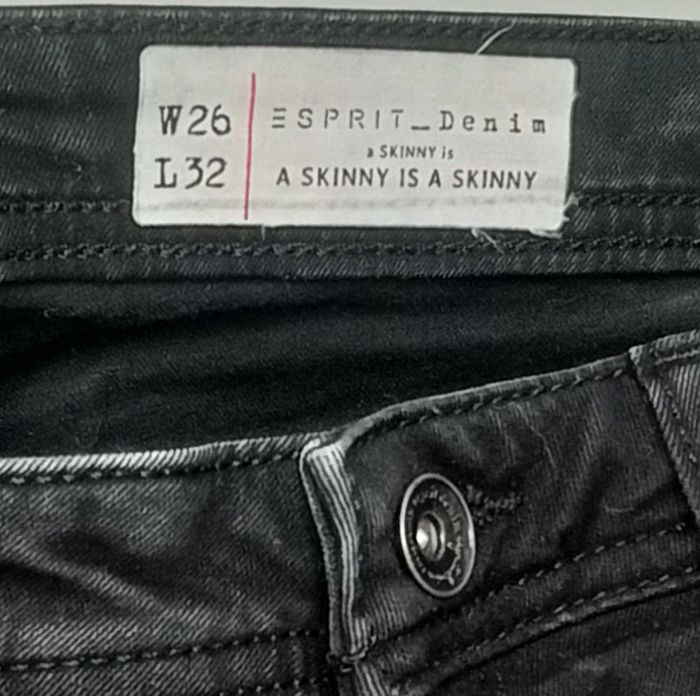 W26
L32
ESPRIT_Denim
a SKINNY is
A SKINNY IS A SKINNY